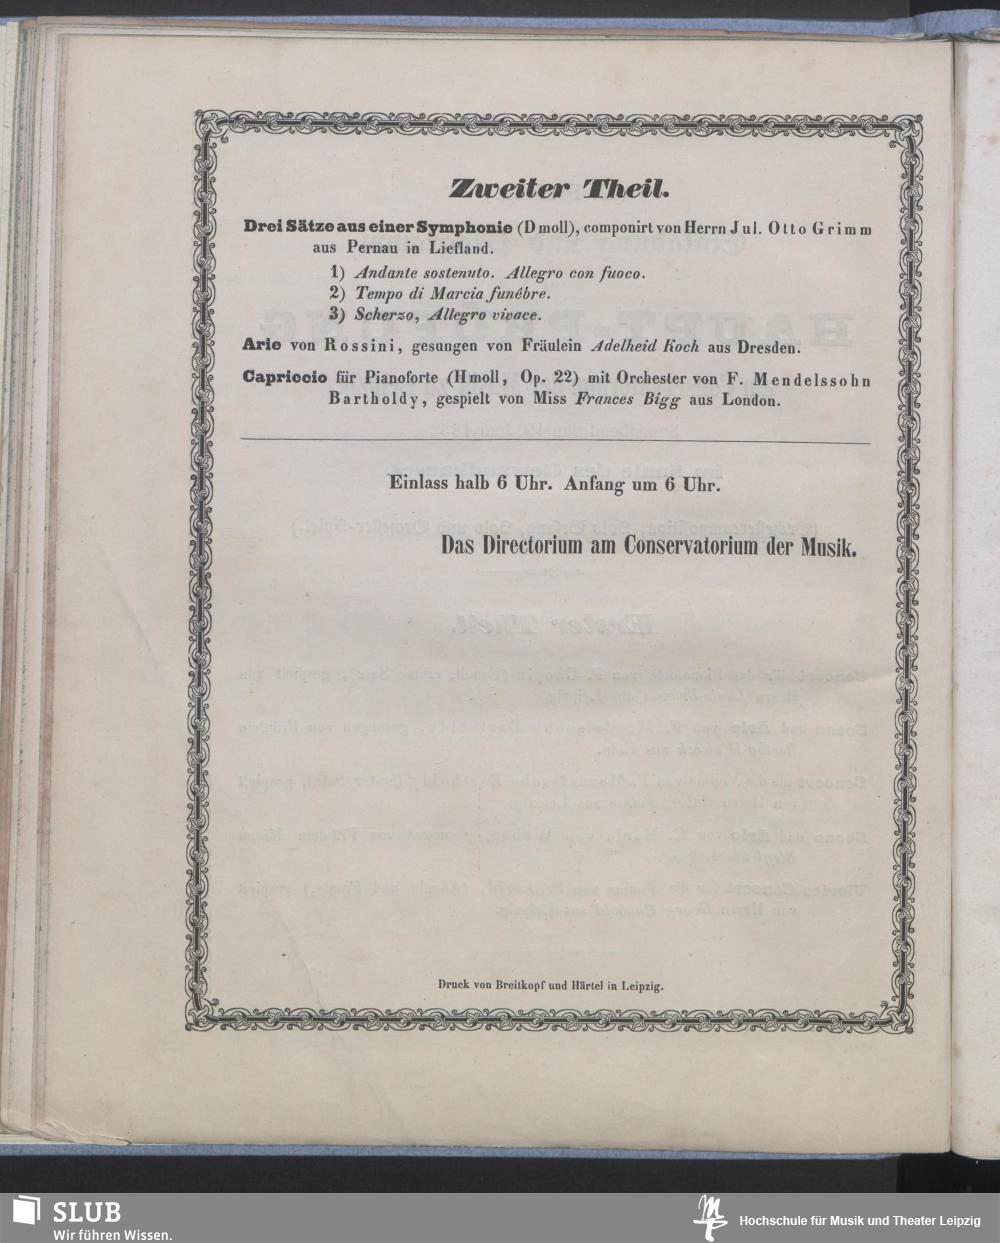 Zweiter Theil.
Drei Sätze aus einer Symphonie (D moll), componirt von Herrn Jul. Otto Grimm
aus Pernau in Liefland.
1) Andante sostenuto. Allegro con fuoco.
2) Tempo di Marcia funébre.
3) Scherzo, Allegro vivace.
Arie von Rossini, gesungen von Fräulein Adelheid Koch aus Dresden.
Capriccio für Pianoforte (H moll, Op. 22) mit Orchester von F. Mendelssohn
Bartholdy, gespielt von Miss Frances Bigg aus London.
Einlass halb 6 Uhr. Anfang um 6 Uhr.
Das Directorium am Conservatorium der Musik.
Druck von Breitkopf und Härtel in Leipzig.
SLUB
Wir führen Wissen.
Hochschule für Musik und Theater Leipzig